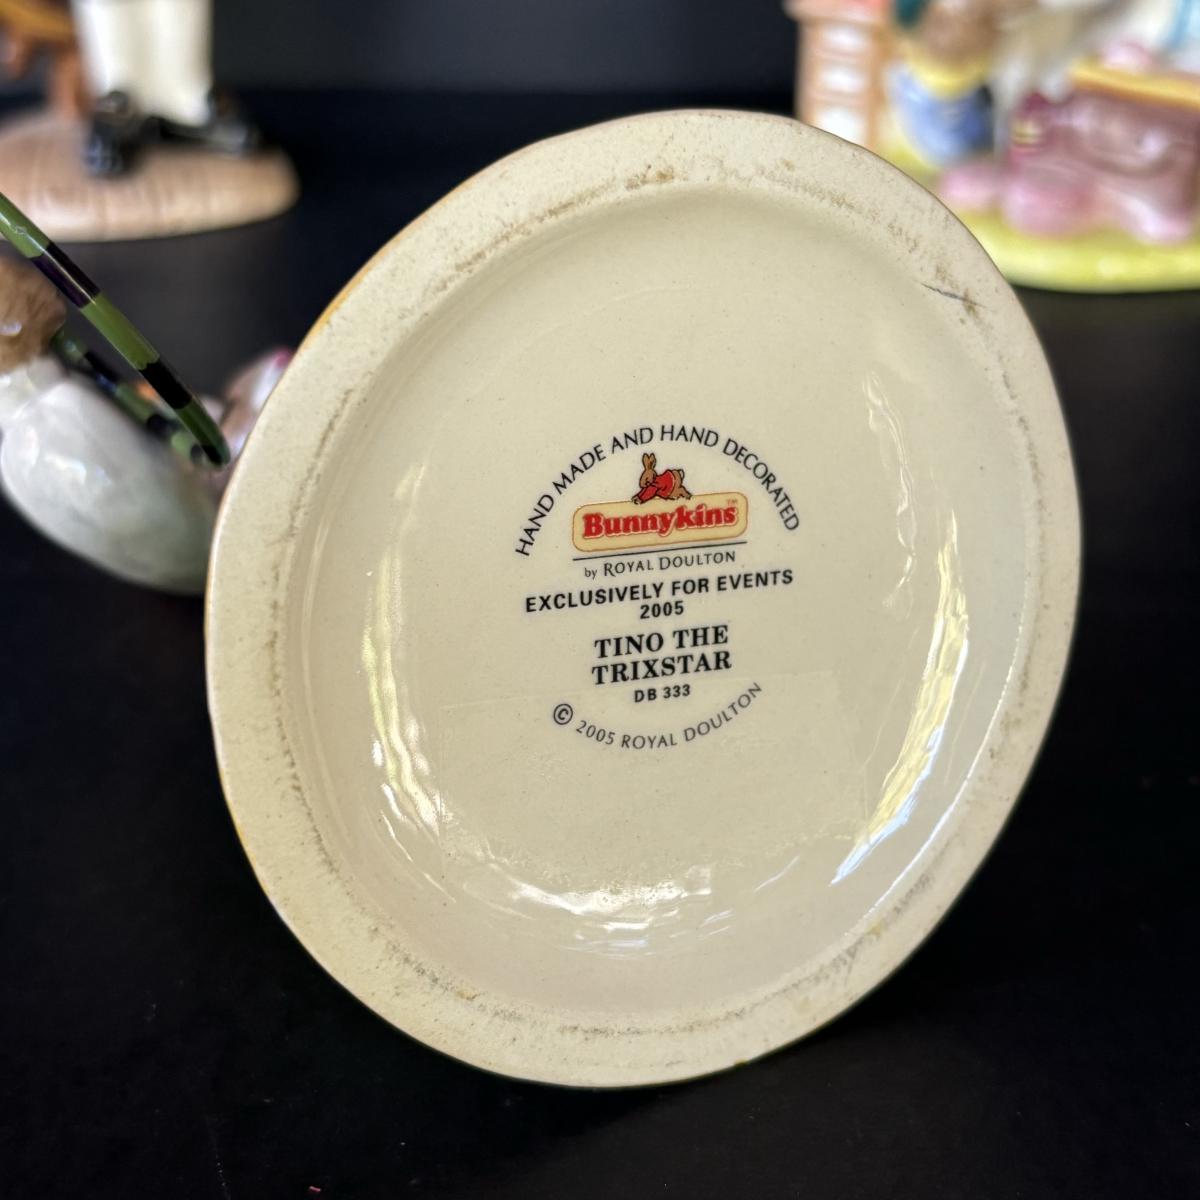 HAND MADE AND HAND DECORATED
Bunnykins™
by ROYAL DOULTON
EXCLUSIVELY FOR EVENTS
2005
TINO THE
TRIXSTAR
DB 333
© 2005 ROYAL DOULTON